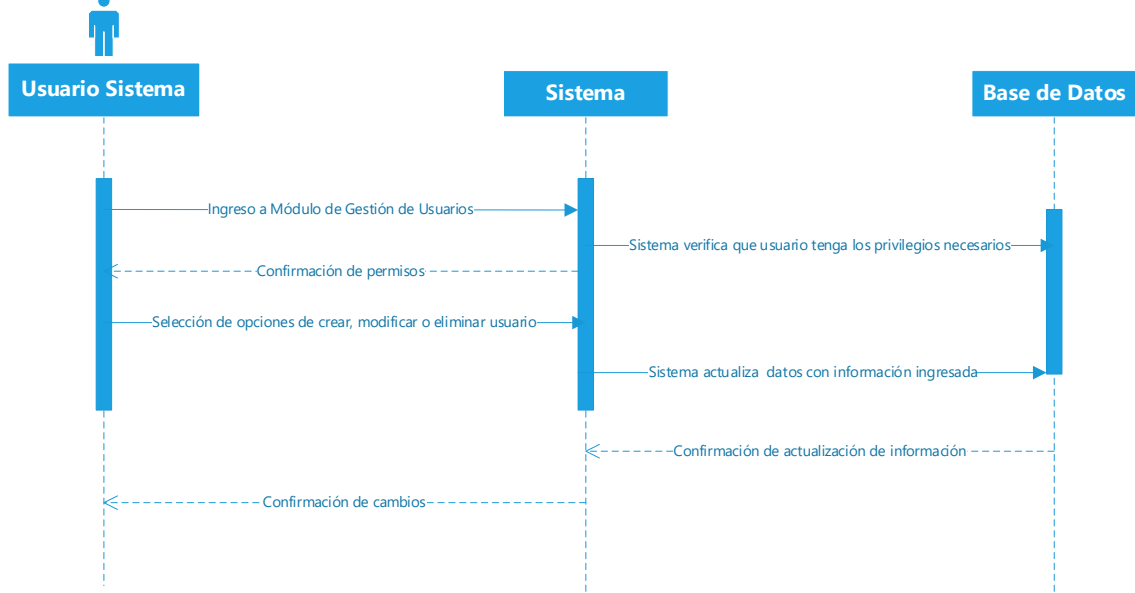 Usuario Sistema
Sistema
Base de Datos
Ingreso a Módulo de Gestión de Usuarios
Sistema verifica que usuario tenga los privilegios necesarios
Confirmación de permisos
Selección de opciones de crear, modificar o eliminar usuario
Sistema actualiza datos con información ingresada
Confirmación de actualización de información
Confirmación de cambios